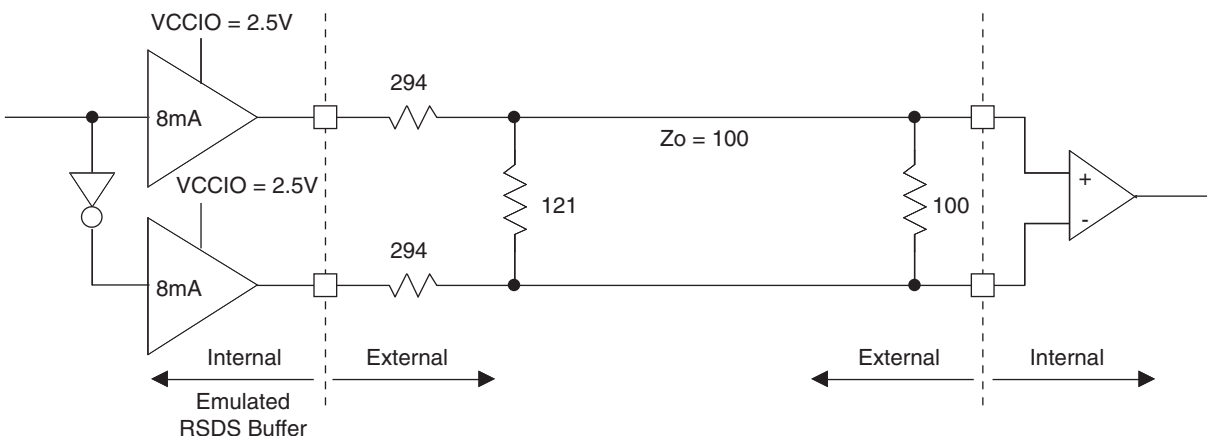 VCCIO = 2.5V
294
8mA
Zo = 100
VCCIO = 2.5V
121
100
+
-
294
8mA
Internal
External
External
Internal
Emulated
RSDS Buffer